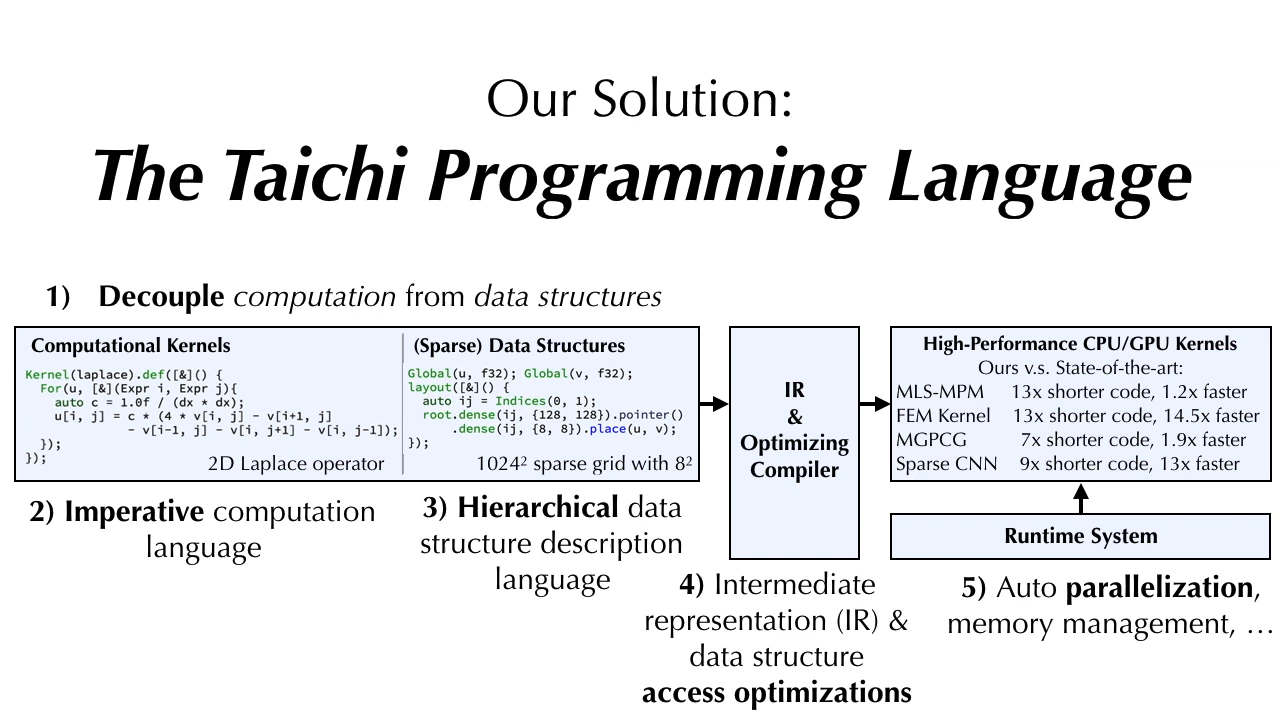 Our Solution:
The Taichi Programming Language
1) Decouple computation from data structures
Computational Kernels
Kernel(laplace).def([&]() {
For(u, [&](Expr i, Expr j){
auto c = 1.0f / (dx * dx);
u[i, j] = c * (4 * v[i, j] - v[i+1, j]
- v[i-1, j] - v[i, j+1] - v[i, j-1]);
});
});
2D Laplace operator
(Sparse) Data Structures
Global(u, f32); Global(v, f32);
layout([&]() {
auto ij = Indices(0, 1);
root.dense(ij, {128, 128}).pointer()
.dense(ij, {8, 8}).place(u, v);
});
1024² sparse grid with 8²
IR
&
Optimizing
Compiler
High-Performance CPU/GPU Kernels
Ours v.s. State-of-the-art:
MLS-MPM 13x shorter code, 1.2x faster
FEM Kernel 13x shorter code, 14.5x faster
MGPCG 7x shorter code, 1.9x faster
Sparse CNN 9x shorter code, 13x faster
Runtime System
2) Imperative computation
language
3) Hierarchical data
structure description
language
4) Intermediate
representation (IR) &
data structure
access optimizations
5) Auto parallelization,
memory management, …